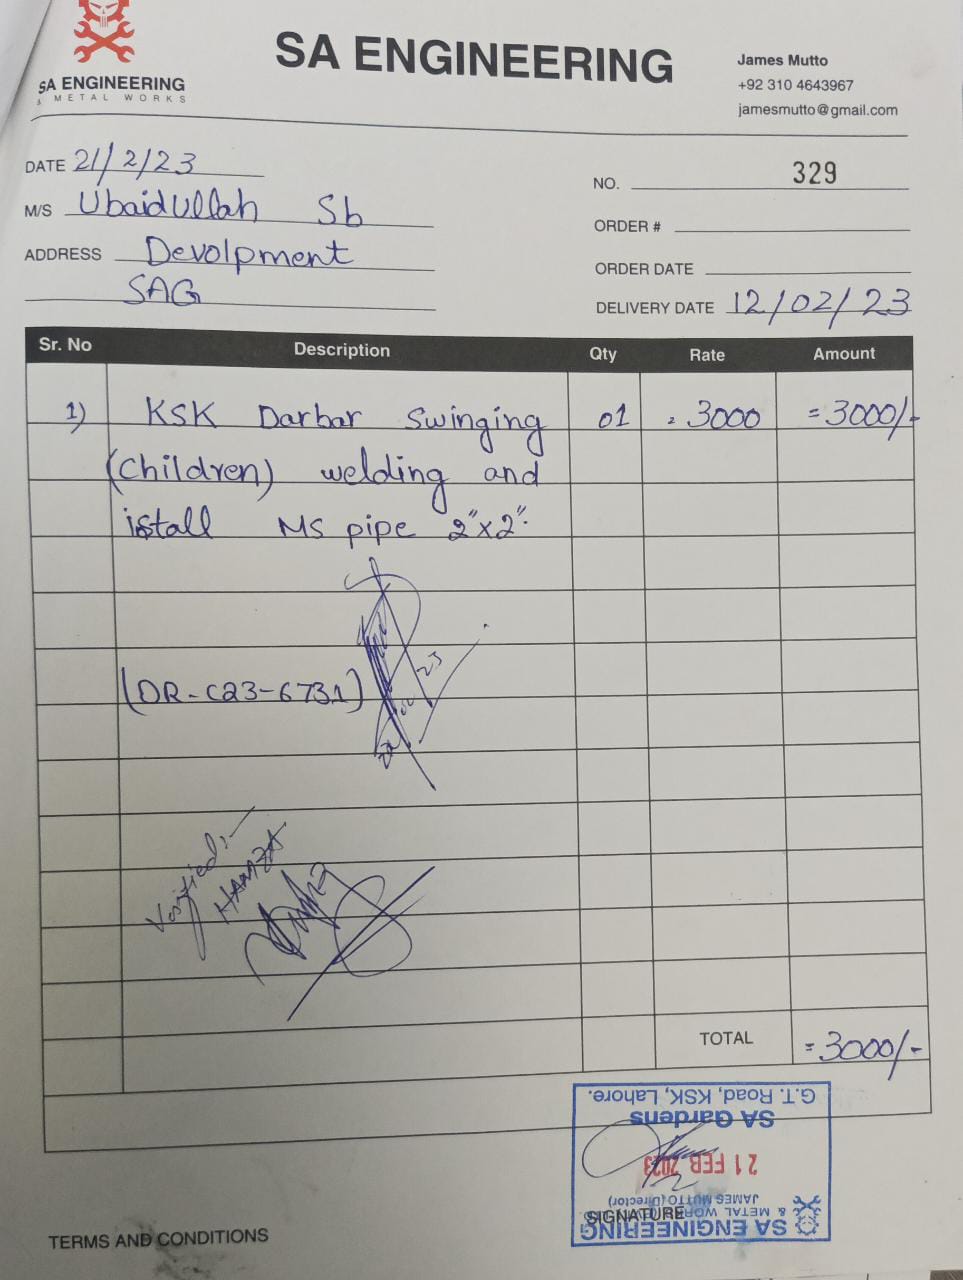 SA ENGINEERING
& METAL WORKS
SA ENGINEERING
James Mutto
+92 310 4643967
jamesmutto@gmail.com
DATE 21/2/23
NO. 329
M/S Ubaidullah Sb
ORDER #
ADDRESS Devolpment
SAG
ORDER DATE
DELIVERY DATE 12/02/23
Sr. No Description Qty Rate Amount
1) KSK Darbar Swinging 01 = 3000 = 3000/-
(Children) welding and
istall MS pipe 2"x2".
(DR-C23-6731)
Verified:-
HAMZA
TOTAL = 3000/-
SIGNATURE
SA ENGINEERING
& METAL WORKS
JAMES MUTTO (Director)
21 FEB 2023
SA Gardens
G.T. Road, KSK, Lahore.
TERMS AND CONDITIONS